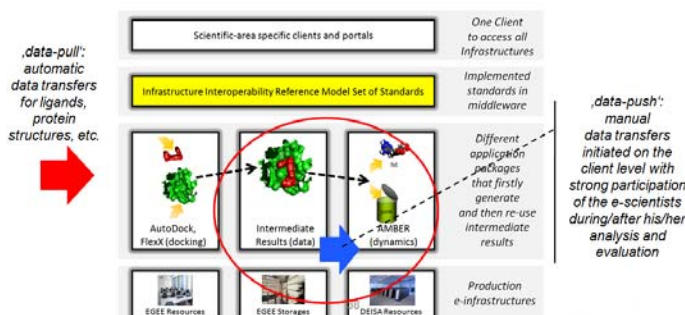 ‚data-pull':
automatic
data transfers
for ligands,
protein
structures, etc.
Scientific-area specific clients and portals
One Client
to access all
Infrastructures
Infrastructure Interoperability Reference Model Set of Standards
Implemented
standards in
middleware
AutoDock,
FlexX (docking)
Intermediate
Results (data)
AMBER
(dynamics)
Different
application
packages
that firstly
generate
and then re-use
intermediate
results
‚data-push':
manual
data transfers
initiated on the
client level with
strong participation
of the e-scientists
during/after his/her
analysis and
evaluation
EGEE Resources
EGEE Storages
DEISA Resources
Production
e-infrastructures